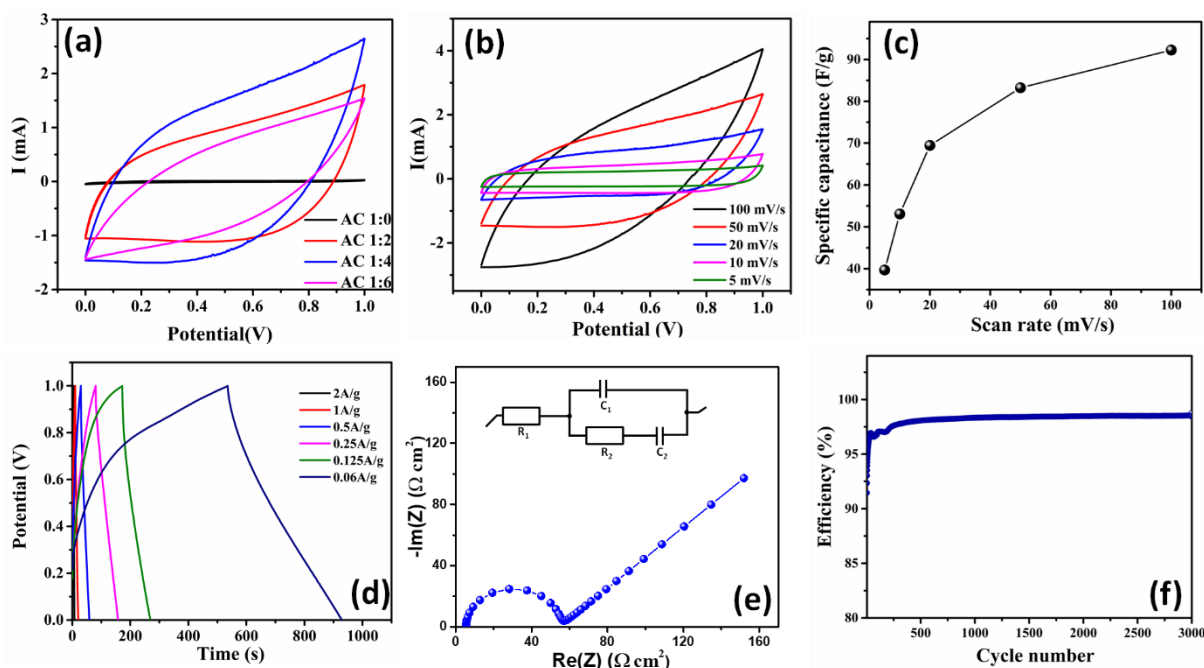 (a)
I (mA)
3
2
1
0
-1
-2
0.0 0.2 0.4 0.6 0.8 1.0
Potential(V)
AC 1:0
AC 1:2
AC 1:4
AC 1:6
(b)
I(mA)
4
2
0
-2
0.0 0.2 0.4 0.6 0.8 1.0
Potential (V)
100 mV/s
50 mV/s
20 mV/s
10 mV/s
5 mV/s
(c)
Specific capacitance (F/g)
90
80
70
60
50
40
0 20 40 60 80 100
Scan rate (mV/s)
(d)
Potential (V)
1.0
0.8
0.6
0.4
0.2
0.0
0 200 400 600 800 1000
Time (s)
2A/g
1A/g
0.5A/g
0.25A/g
0.125A/g
0.06A/g
(e)
-Im(Z) (Ω cm²)
160
120
80
40
0
0 40 80 120 160
Re(Z) (Ω cm²)
R₁
C₁
R₂
C₂
(f)
Efficiency (%)
105
100
95
90
85
80
500 1000 1500 2000 2500 3000
Cycle number